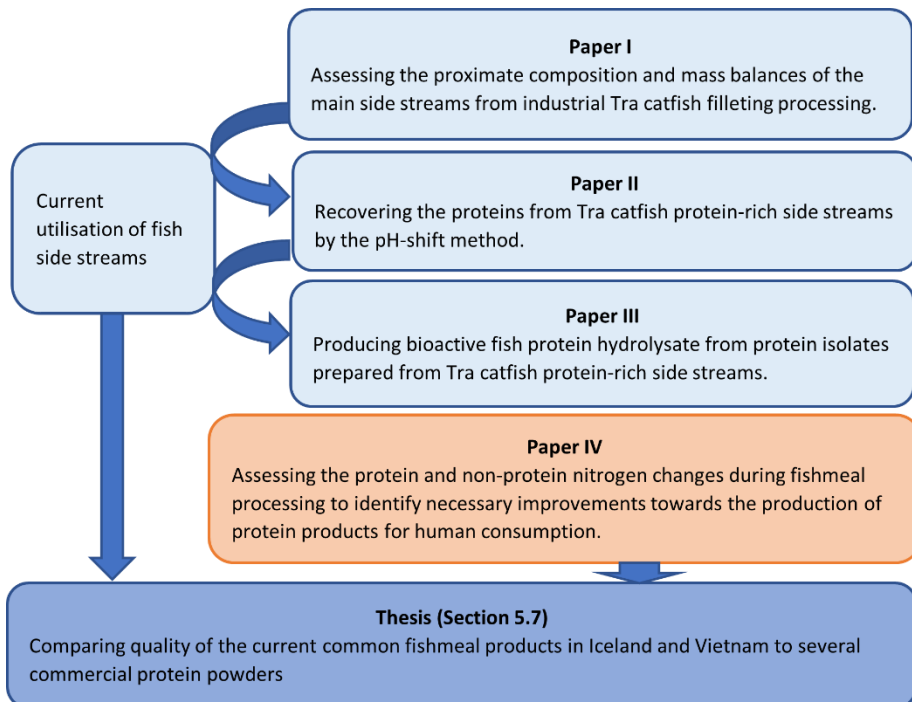 Paper I
Assessing the proximate composition and mass balances of the
main side streams from industrial Tra catfish filleting processing.
Current
utilisation of fish
side streams
Paper II
Recovering the proteins from Tra catfish protein-rich side streams
by the pH-shift method.
Paper III
Producing bioactive fish protein hydrolysate from protein isolates
prepared from Tra catfish protein-rich side streams.
Paper IV
Assessing the protein and non-protein nitrogen changes during fishmeal
processing to identify necessary improvements towards the production of
protein products for human consumption.
Thesis (Section 5.7)
Comparing quality of the current common fishmeal products in Iceland and Vietnam to several
commercial protein powders